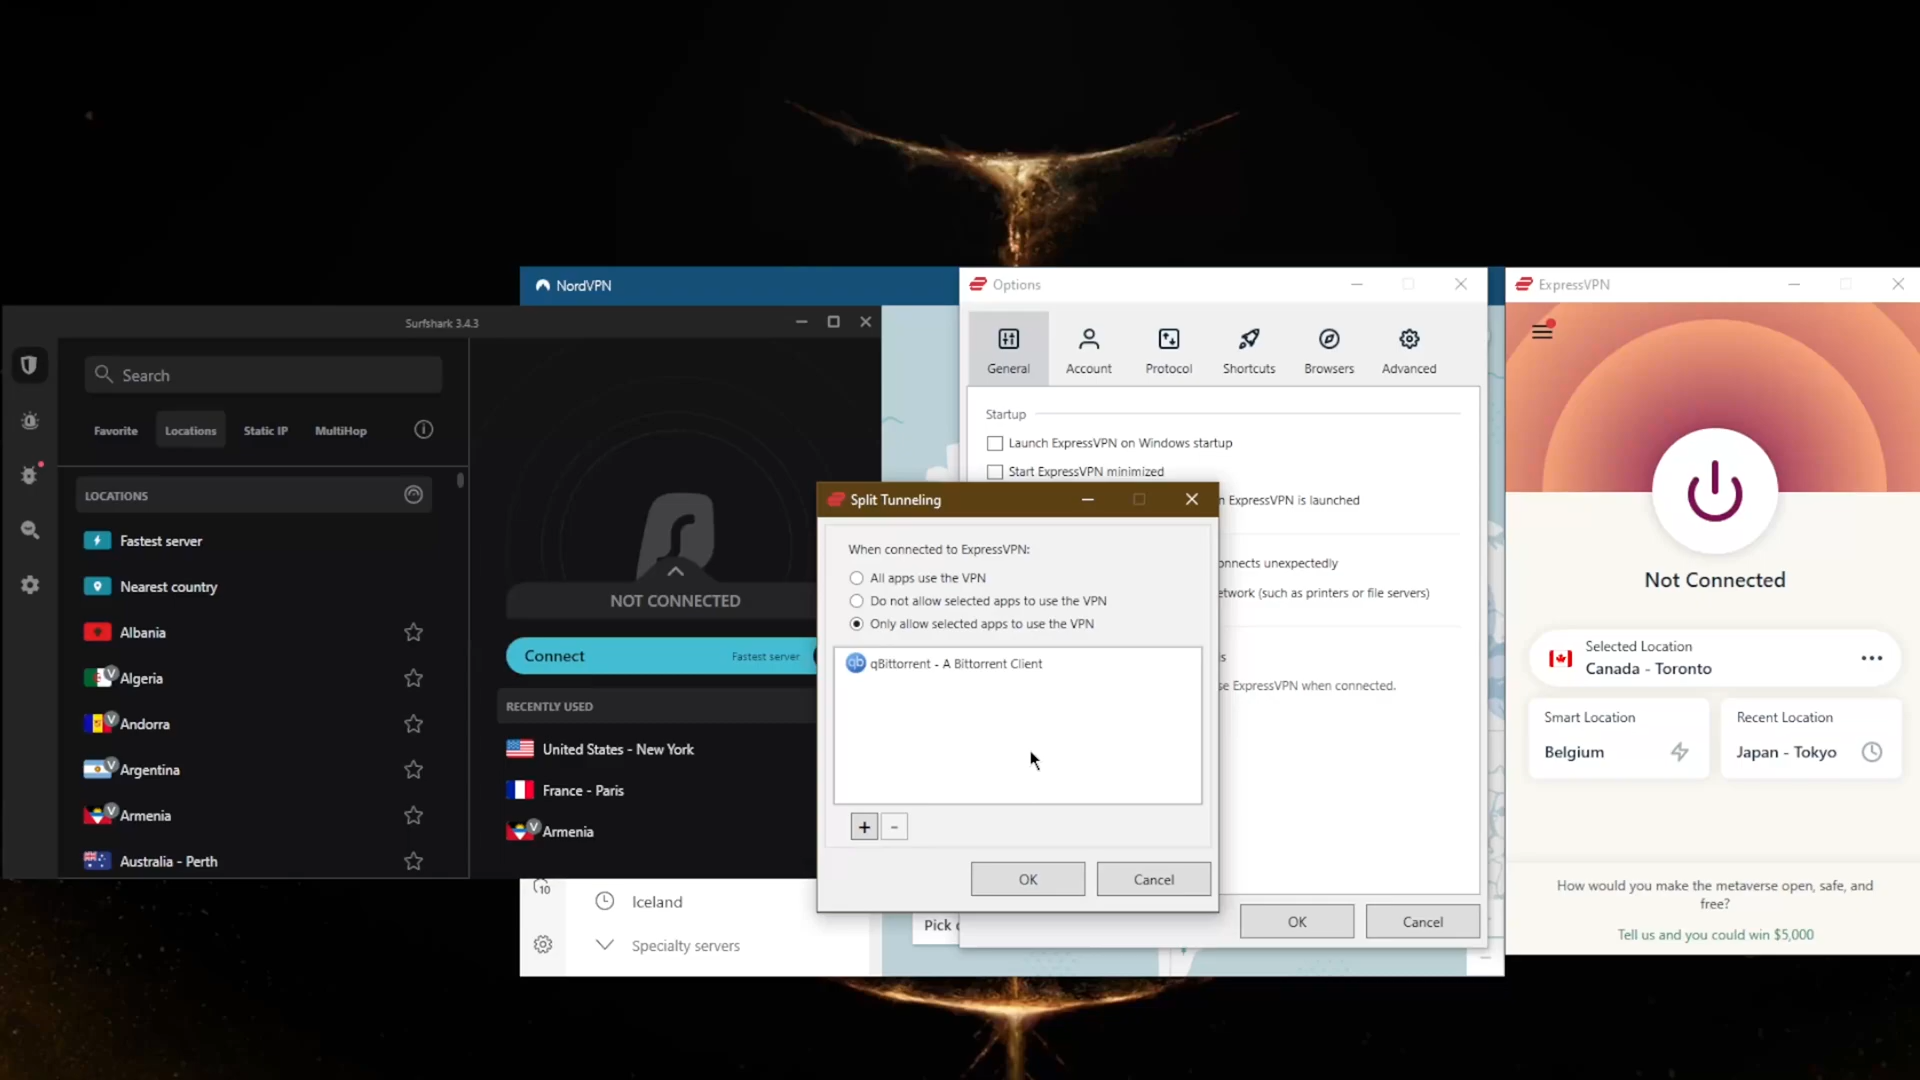 Surfshark 3.4.3
Search
Favorite
Locations
Static IP
MultiHop
LOCATIONS
Fastest server
Nearest country
Albania
V
Algeria
V
Andorra
V
Argentina
V
Armenia
Australia - Perth
NOT CONNECTED
Connect
Fastest server
RECENTLY USED
United States - New York
France - Paris
V
Armenia
NordVPN
10
Iceland
Specialty servers
Pick
Options
General
Account
Protocol
Shortcuts
Browsers
Advanced
Startup
Launch ExpressVPN on Windows startup
Start ExpressVPN minimized
n ExpressVPN is launched
onnects unexpectedly
etwork (such as printers or file servers)
s
se ExpressVPN when connected.
OK
Cancel
Split Tunneling
When connected to ExpressVPN:
All apps use the VPN
Do not allow selected apps to use the VPN
Only allow selected apps to use the VPN
qb
qBittorrent - A Bittorrent Client
+
-
OK
Cancel
ExpressVPN
Not Connected
Selected Location
Canada - Toronto
Smart Location
Belgium
Recent Location
Japan - Tokyo
How would you make the metaverse open, safe, and
free?
Tell us and you could win $5,000